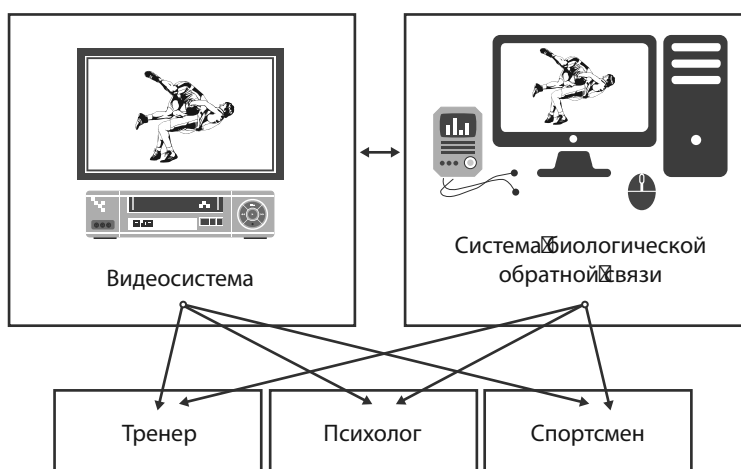 Видеосистема
Система биологической
обратной связи
Тренер
Психолог
Спортсмен